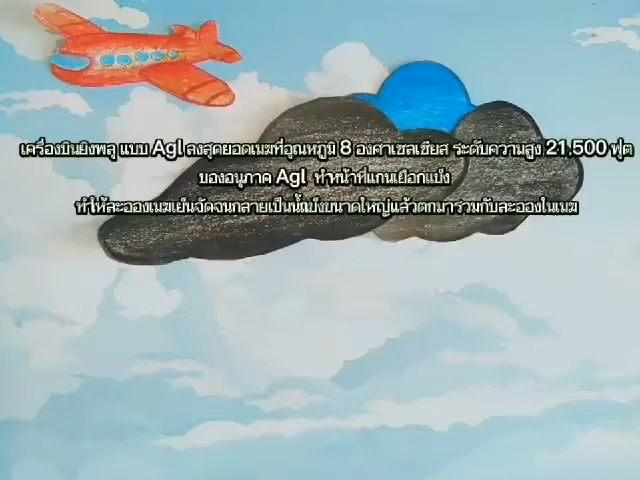 เครื่องบินยิงพลุ แบบ Agl ลงสุดยอดเมฆที่อุณหภูมิ 8 องศาเซลเซียส ระดับความสูง 21,500 ฟุต
ของอนุภาค Agl ทำหน้าที่แกนเยือกแข็ง
ทำให้ละอองเมฆเย็นจัดจนกลายเป็นน้ำแข็งขนาดใหญ่แล้วตกมารวมกับละอองในเมฆ